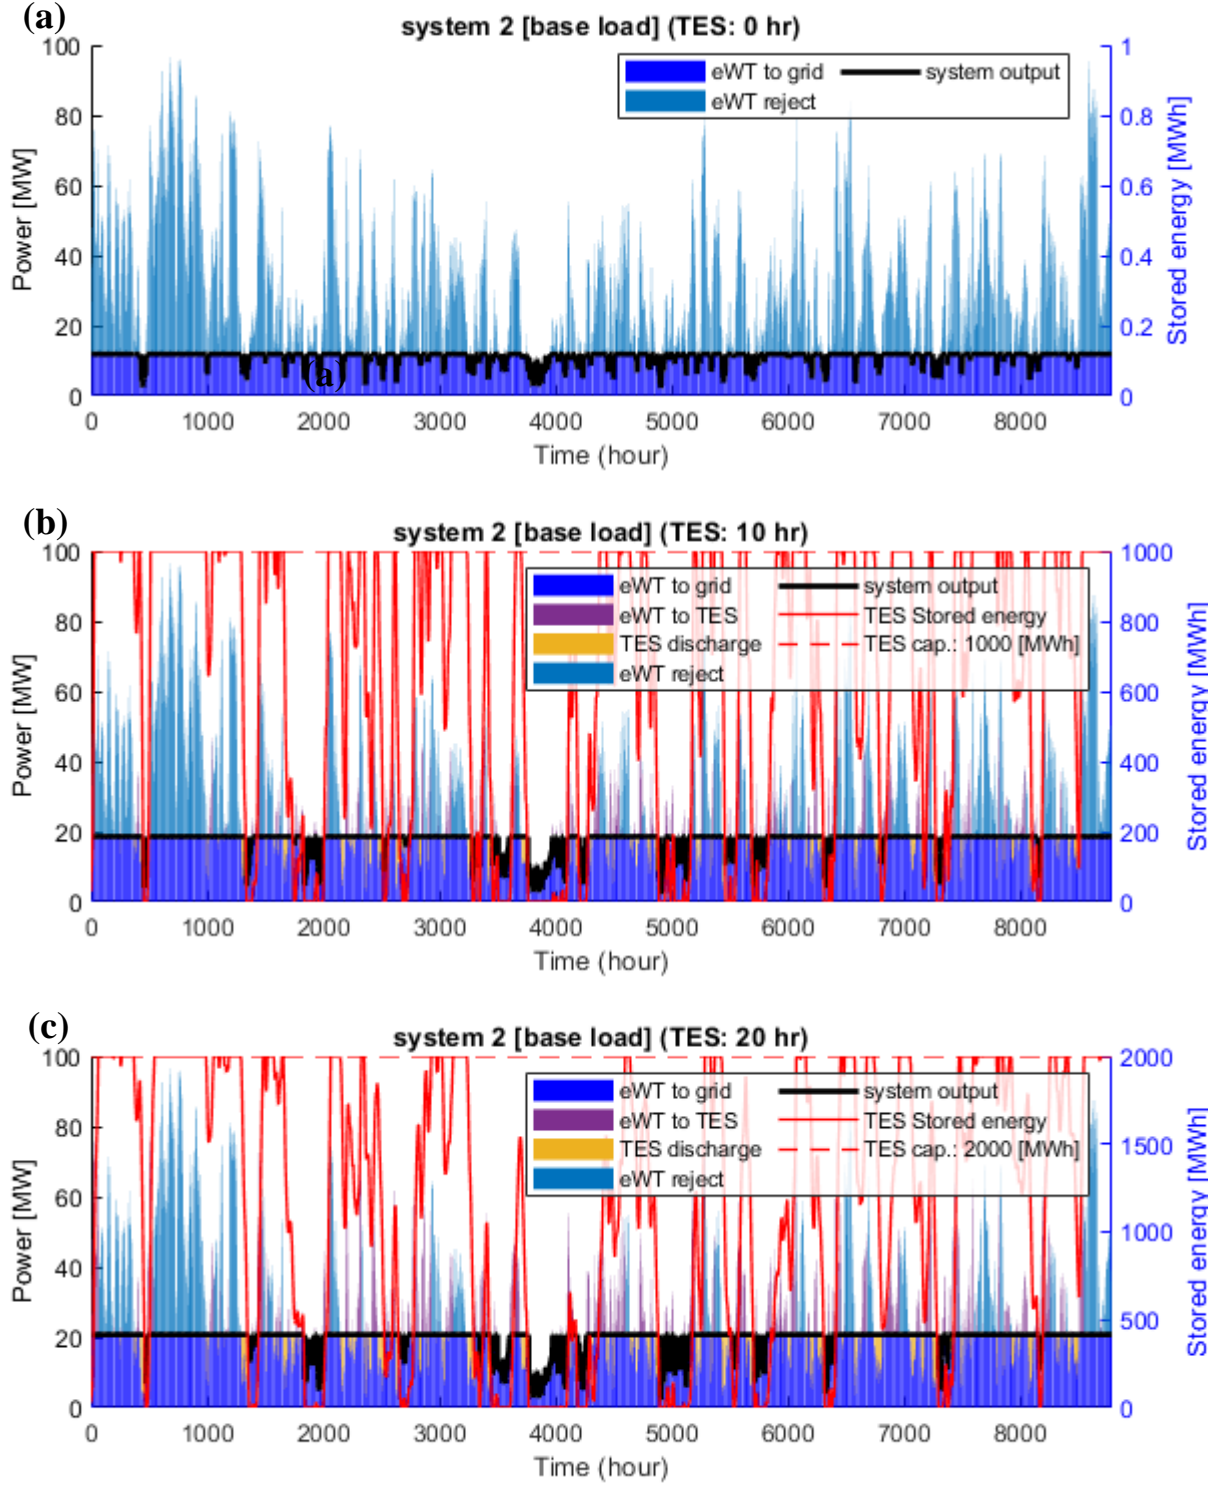 (a)
system 2 [base load] (TES: 0 hr)
eWT to grid system output
eWT reject
Power [MW]
100
80
60
40
20
0
Stored energy [MWh]
1
0.8
0.6
0.4
0.2
0
(a)
0 1000 2000 3000 4000 5000 6000 7000 8000
Time (hour)
(b)
system 2 [base load] (TES: 10 hr)
eWT to grid system output
eWT to TES TES Stored energy
TES discharge TES cap.: 1000 [MWh]
eWT reject
Power [MW]
100
80
60
40
20
0
Stored energy [MWh]
1000
800
600
400
200
0
0 1000 2000 3000 4000 5000 6000 7000 8000
Time (hour)
(c)
system 2 [base load] (TES: 20 hr)
eWT to grid system output
eWT to TES TES Stored energy
TES discharge TES cap.: 2000 [MWh]
eWT reject
Power [MW]
100
80
60
40
20
0
Stored energy [MWh]
2000
1500
1000
500
0
0 1000 2000 3000 4000 5000 6000 7000 8000
Time (hour)